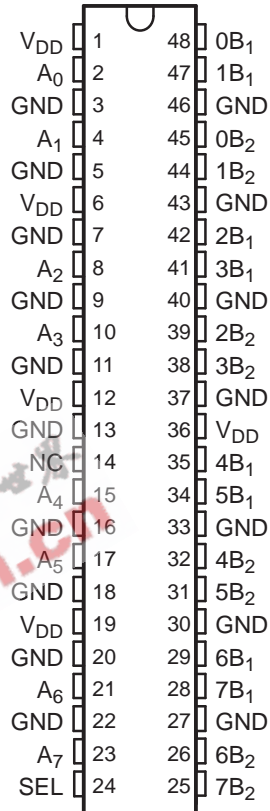 VDD 1 48 0B1
A0 2 47 1B1
GND 3 46 GND
A1 4 45 0B2
GND 5 44 1B2
VDD 6 43 GND
GND 7 42 2B1
A2 8 41 3B1
GND 9 40 GND
A3 10 39 2B2
GND 11 38 3B2
VDD 12 37 GND
GND 13 36 VDD
NC 14 35 4B1
A4 15 34 5B1
GND 16 33 GND
A5 17 32 4B2
GND 18 31 5B2
VDD 19 30 GND
GND 20 29 6B1
A6 21 28 7B1
GND 22 27 GND
A7 23 26 6B2
SEL 24 25 7B2